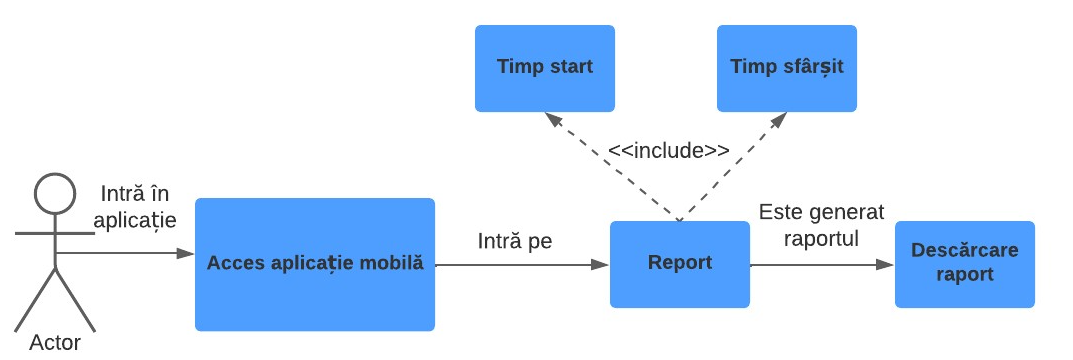 Timp start
Timp sfârșit
<<include>>
Intră în
aplicație
Acces aplicație mobilă
Intră pe
Report
Este generat
raportul
Descărcare
raport
Actor